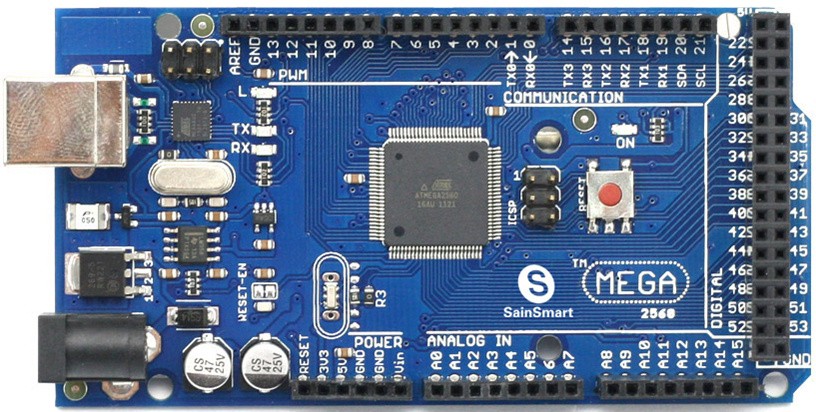 AREF
GND
13
12
11
10
9
8
7
6
5
4
3
2
TX0→1
RX0←0
TX3 14
RX3 15
TX2 16
RX2 17
TX1 18
RX1 19
SDA 20
SCL 21
5V
PWM
COMMUNICATION
L
TX
RX
ON
1
ICSP
RESET
ATMEGA2560
16AU 1121
22
24
26
28
30 31
32 33
34 35
36 37
38 39
40 41
42 43
44 45
46 47
48 49
50 51
52 53
GND
DIGITAL
S
TM
SainSmart
MEGA
2560
RESET-EN
R3
CS
47
25V
CS
47
25V
POWER
RESET
3V3
5V
GND
GND
Vin
ANALOG IN
A0
A1
A2
A3
A4
A5
6
A7
A8
A9
A10
A11
A12
A13
A14
A15